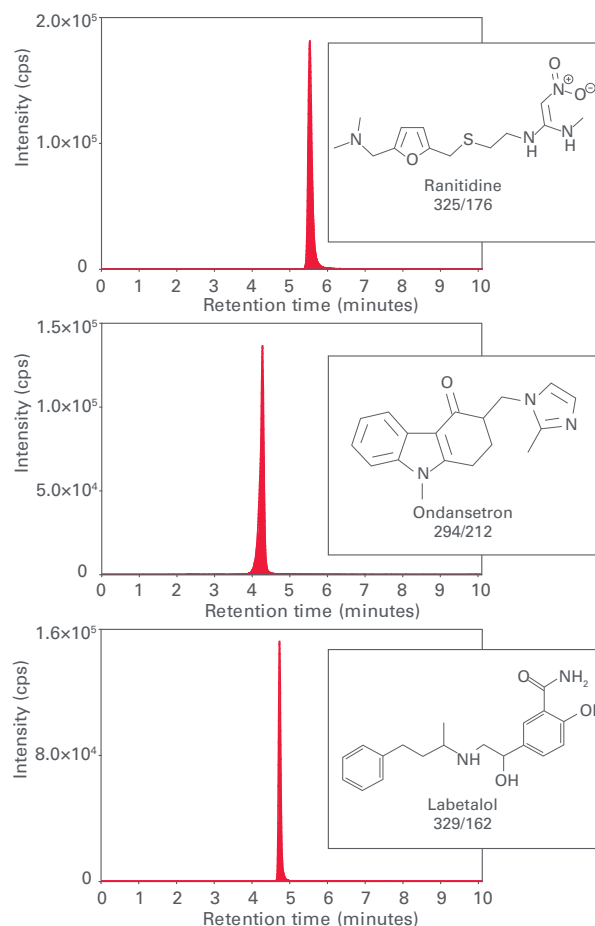 2.0×10⁵
1.0×10⁵
0
Intensity (cps)
0 1 2 3 4 5 6 7 8 9 10
Retention time (minutes)
O
N
⊕
O
⊖
N
O
S
N
H
N
H
Ranitidine
325/176
1.5×10⁵
1.0×10⁵
5.0×10⁴
0
Intensity (cps)
0 1 2 3 4 5 6 7 8 9 10
Retention time (minutes)
O
N
N
N
Ondansetron
294/212
1.6×10⁵
8.0×10⁴
0
Intensity (cps)
0 1 2 3 4 5 6 7 8 9 10
Retention time (minutes)
O
NH₂
OH
NH
OH
Labetalol
329/162